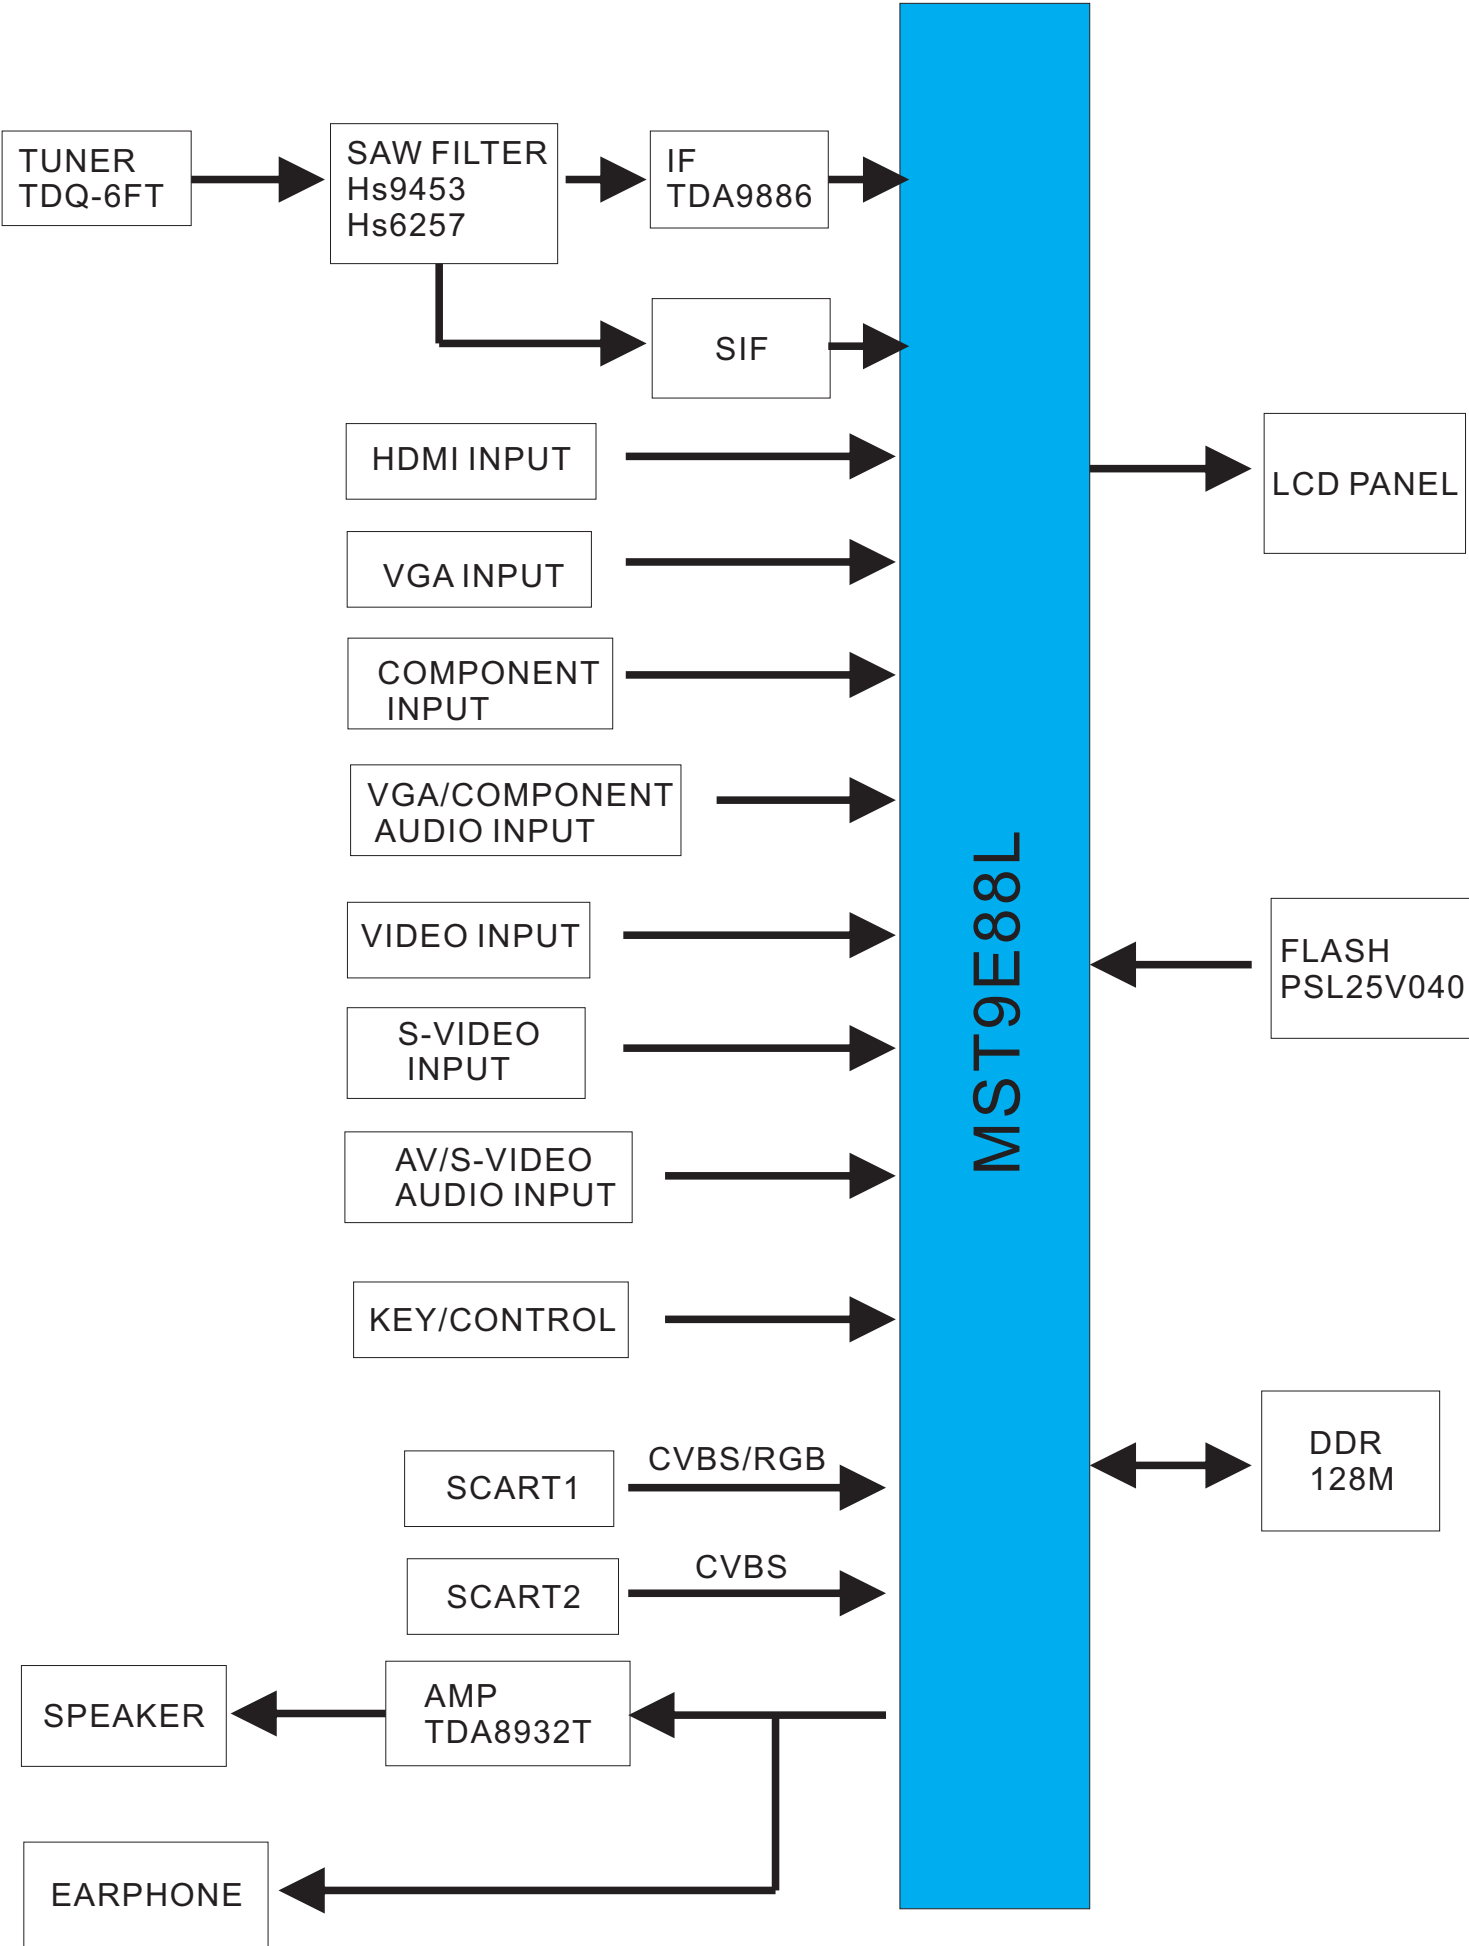 TUNER
TDQ-6FT
SAW FILTER
Hs9453
Hs6257
IF
TDA9886
SIF
HDMI INPUT
VGA INPUT
COMPONENT
INPUT
VGA/COMPONENT
AUDIO INPUT
VIDEO INPUT
S-VIDEO
INPUT
AV/S-VIDEO
AUDIO INPUT
KEY/CONTROL
SCART1
CVBS/RGB
SCART2
CVBS
SPEAKER
AMP
TDA8932T
EARPHONE
MST9E88L
LCD PANEL
FLASH
PSL25V040
DDR
128M